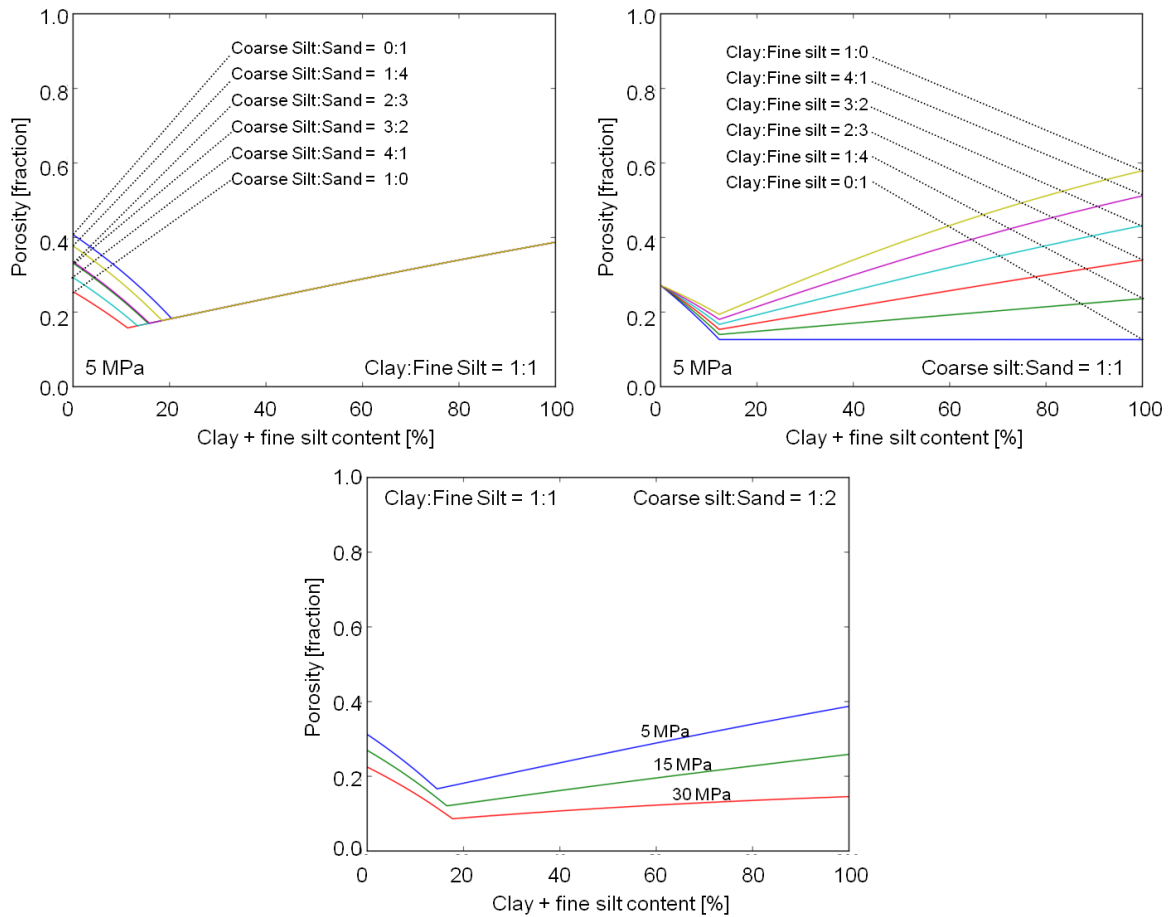 1.0
0.8
0.6
0.4
0.2
0.0
Porosity [fraction]
Coarse Silt:Sand = 0:1
Coarse Silt:Sand = 1:4
Coarse Silt:Sand = 2:3
Coarse Silt:Sand = 3:2
Coarse Silt:Sand = 4:1
Coarse Silt:Sand = 1:0
5 MPa
Clay:Fine Silt = 1:1
0 20 40 60 80 100
Clay + fine silt content [%]
1.0
0.8
0.6
0.4
0.2
0.0
Porosity [fraction]
Clay:Fine silt = 1:0
Clay:Fine silt = 4:1
Clay:Fine silt = 3:2
Clay:Fine silt = 2:3
Clay:Fine silt = 1:4
Clay:Fine silt = 0:1
5 MPa
Coarse silt:Sand = 1:1
0 20 40 60 80 100
Clay + fine silt content [%]
1.0
0.8
0.6
0.4
0.2
0.0
Porosity [fraction]
Clay:Fine Silt = 1:1
Coarse silt:Sand = 1:2
5 MPa
15 MPa
30 MPa
0 20 40 60 80 100
Clay + fine silt content [%]